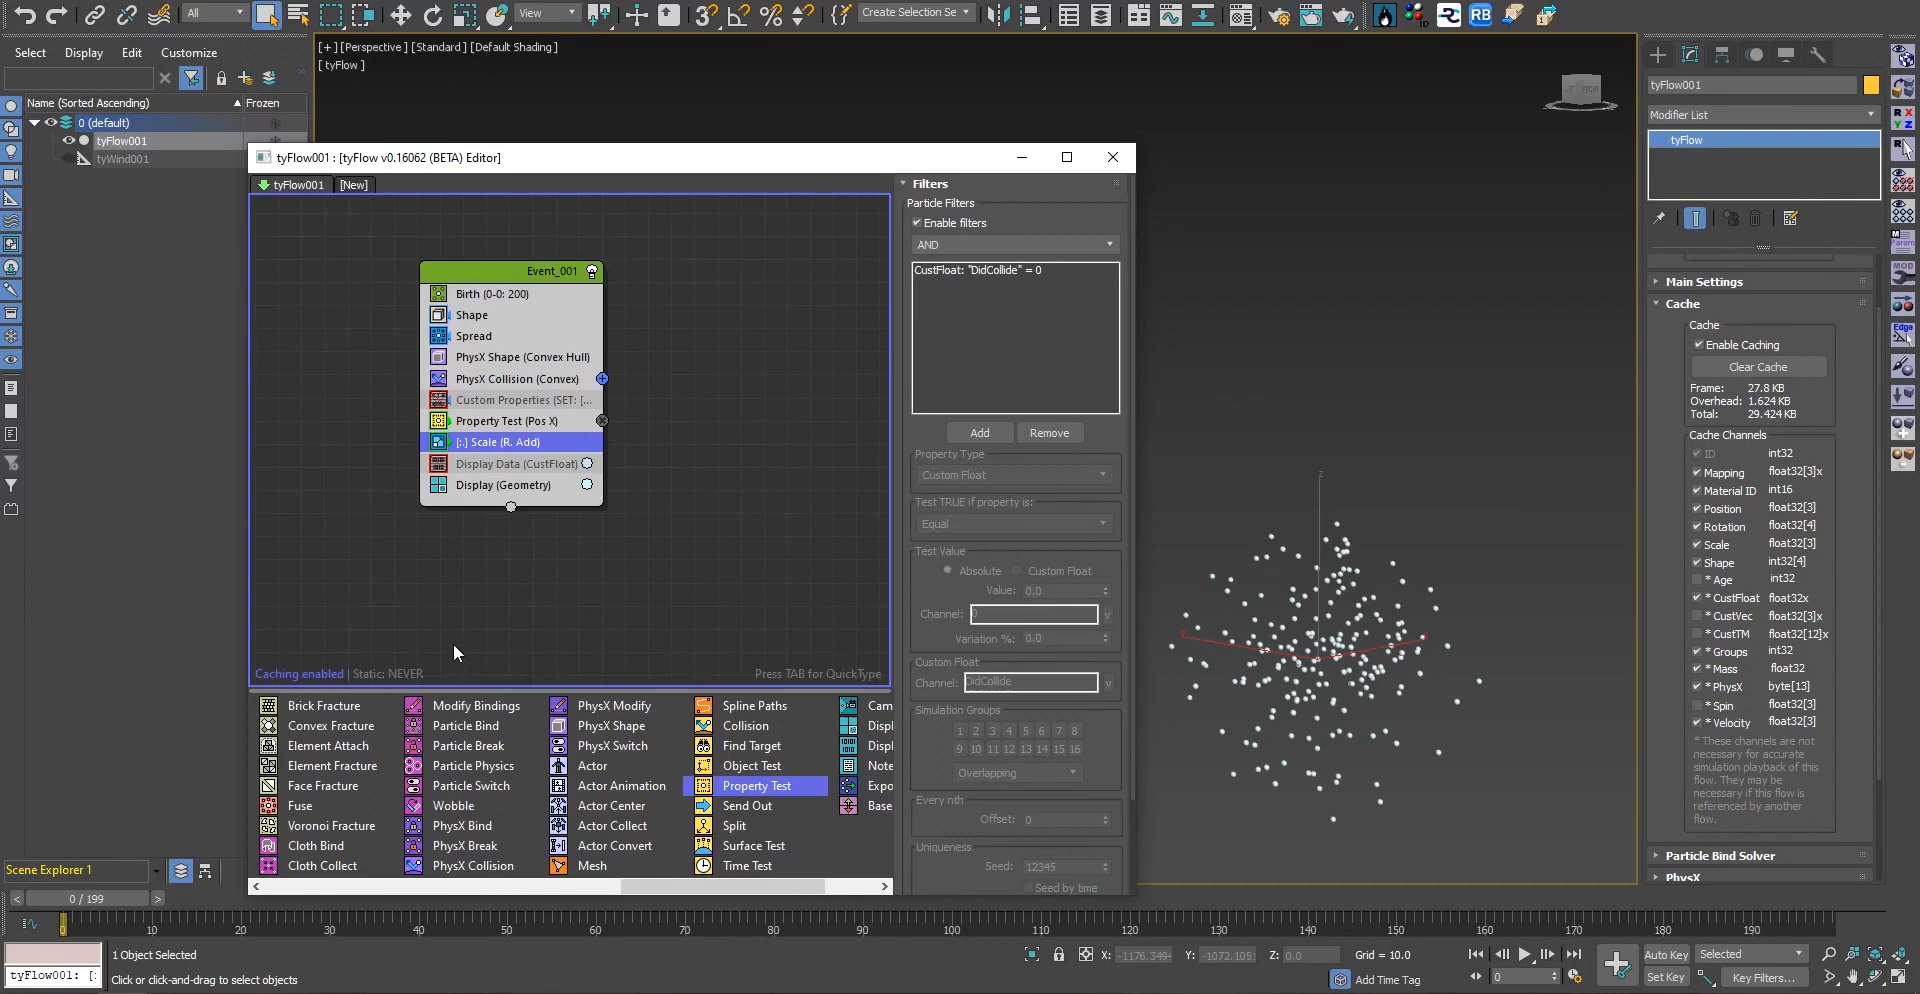 All
View
Create Selection Se
RB
Select Display Edit Customize
[+] [Perspective] [Standard] [Default Shading]
[ tyFlow ]
Name (Sorted Ascending)
Frozen
0 (default)
tyFlow001
tyWind001
tyFlow001 : [tyFlow v0.16062 (BETA) Editor]
tyFlow001
[New]
Event_001
Birth (0-0: 200)
Shape
Spread
PhysX Shape (Convex Hull)
PhysX Collision (Convex)
Custom Properties (SET: [...
Property Test (Pos X)
[:.] Scale (R. Add)
Display Data (CustFloat)
Display (Geometry)
Caching enabled | Static: NEVER
Press TAB for QuickType
Brick Fracture
Convex Fracture
Element Attach
Element Fracture
Face Fracture
Fuse
Voronoi Fracture
Cloth Bind
Cloth Collect
Modify Bindings
Particle Bind
Particle Break
Particle Physics
Particle Switch
Wobble
PhysX Bind
PhysX Break
PhysX Collision
PhysX Modify
PhysX Shape
PhysX Switch
Actor
Actor Animation
Actor Center
Actor Collect
Actor Convert
Mesh
Spline Paths
Collision
Find Target
Object Test
Property Test
Send Out
Split
Surface Test
Time Test
Cam
Displ
Displ
Note
Expo
Base
Filters
Particle Filters
Enable filters
AND
CustFloat: "DidCollide" = 0
Add
Remove
Property Type
Custom Float
Test TRUE if property is:
Equal
Test Value
Absolute
Custom Float
Value: 0.0
Channel: 0
Variation %: 0.0
Custom Float
Channel: DidCollide
Simulation Groups
1 2 3 4 5 6 7 8
9 10 11 12 13 14 15 16
Overlapping
Every nth
Offset: 0
Uniqueness
Seed: 12345
Seed by time
tyFlow001
Modifier List
tyFlow
Main Settings
Cache
Cache
Enable Caching
Clear Cache
Frame: 27.8 KB
Overhead: 1.624 KB
Total: 29.424 KB
Cache Channels
ID int32
Mapping float32[3]x
Material ID int16
Position float32[3]
Rotation float32[4]
Scale float32[3]
Shape int32[4]
* Age int32
* CustFloat float32x
* CustVec float32[3]x
* CustTM float32[12]x
* Groups int32
* Mass float32
* PhysX byte[13]
* Spin float32[3]
* Velocity float32[3]
* These channels are not
necessary for accurate
simulation playback of this
flow. They may be
necessary if this flow is
referenced by another
flow.
Particle Bind Solver
PhysX
Scene Explorer 1
0 / 199
0 10 20 30 40 50 60 70 80 90 100 110 120 130 140 150 160 170 180 190
1 Object Selected
tyFlow001: [:
Click or click-and-drag to select objects
X: -1176.349
Y: -1072.105
Z: 0.0
Grid = 10.0
Add Time Tag
0
Auto Key
Selected
Set Key
Key Filters...